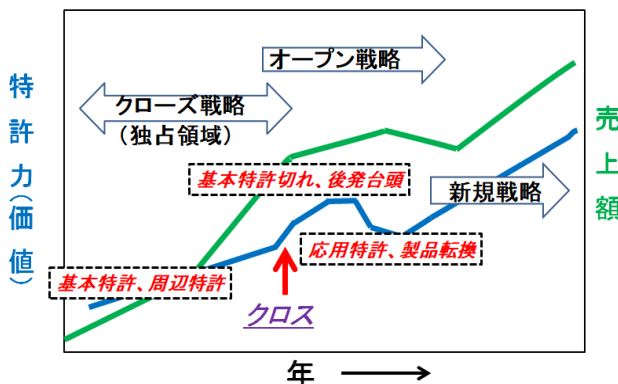 オープン戦略
クローズ戦略
（独占領域）
特許力（価値）
売上額
基本特許切れ、後発台頭
新規戦略
応用特許、製品転換
基本特許、周辺特許
クロス
年